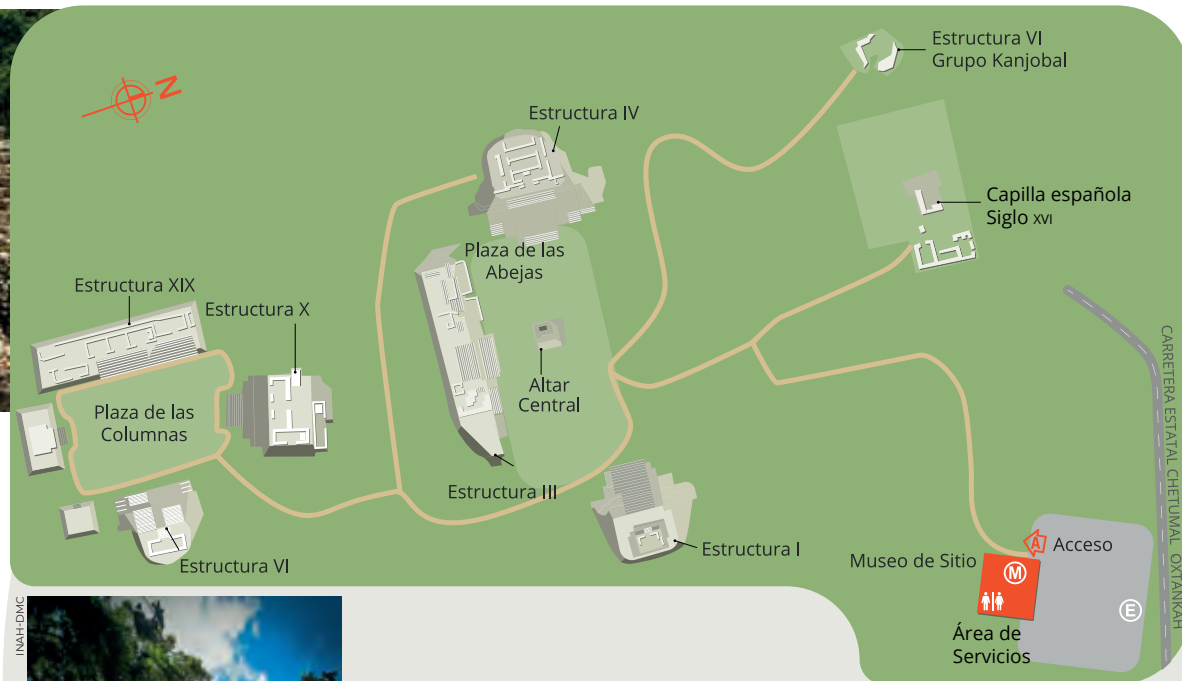 Estructura VI
Grupo Kanjobal
N
Estructura IV
Capilla española
Siglo XVI
Plaza de las
Abejas
Estructura XIX
Estructura X
Altar
Central
Plaza de las
Columnas
CARRETERA ESTATAL CHETUMAL OXTANKAH
Estructura III
Estructura I
Estructura VI
A
Acceso
Museo de Sitio
M
E
Área de
Servicios
INAH-DMC